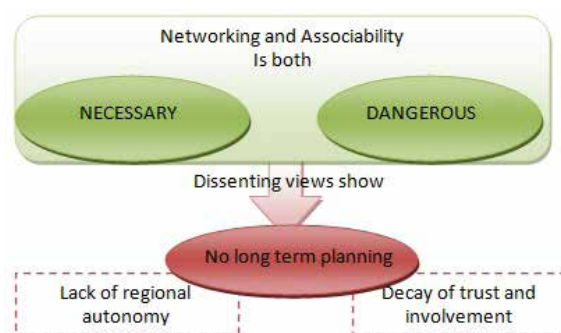 Networking and Associability
Is both
NECESSARY
DANGEROUS
Dissenting views show
No long term planning
Lack of regional
autonomy
Decay of trust and
involvement